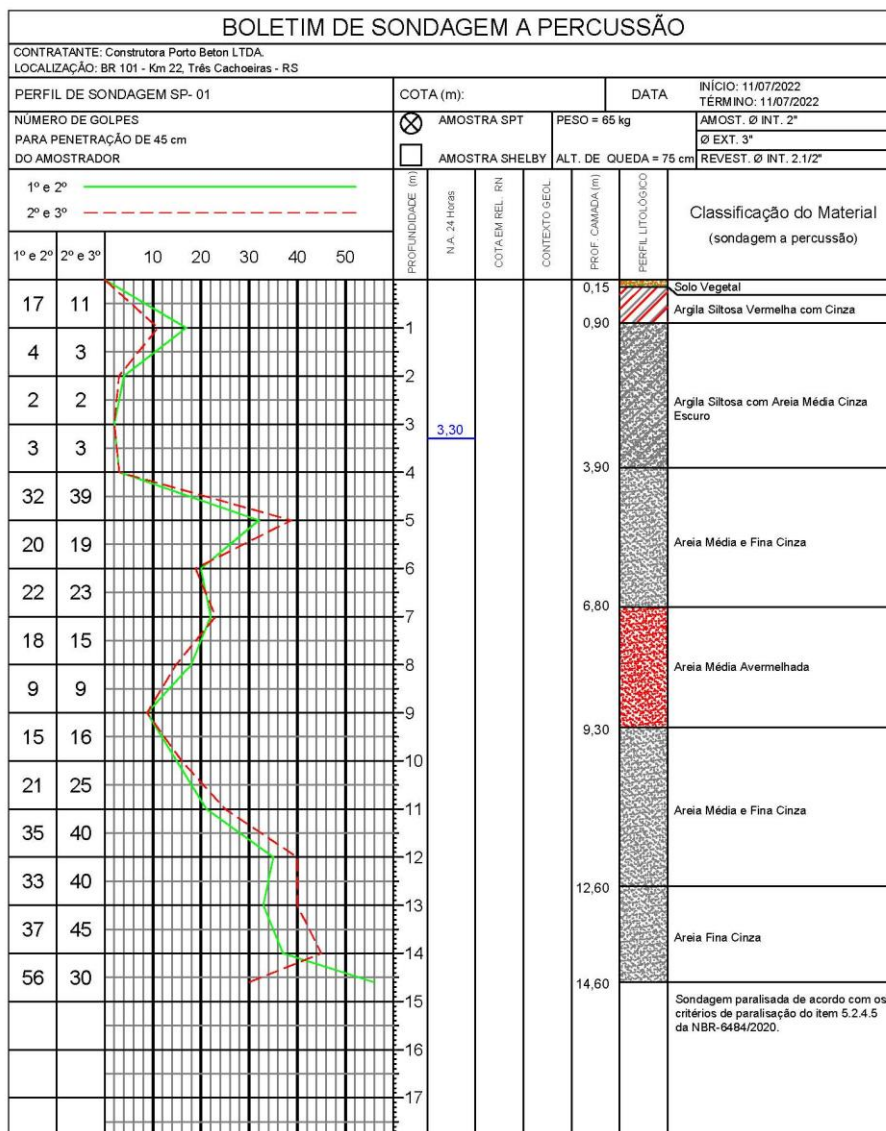 BOLETIM DE SONDAGEM A PERCUSSÃO
CONTRATANTE: Construtora Porto Beton LTDA.
LOCALIZAÇÃO: BR 101 - Km 22, Três Cachoeiras - RS
PERFIL DE SONDAGEM SP- 01
COTA (m):
DATA
INÍCIO: 11/07/2022
TÉRMINO: 11/07/2022
NÚMERO DE GOLPES
PARA PENETRAÇÃO DE 45 cm
DO AMOSTRADOR
AMOSTRA SPT
AMOSTRA SHELBY
PESO = 65 kg
ALT. DE QUEDA = 75 cm
AMOST. Ø INT. 2"
Ø EXT. 3"
REVEST. Ø INT. 2.1/2"
1º e 2º
2º e 3º
1º e 2º 2º e 3º 10 20 30 40 50
PROFUNDIDADE (m)
N.A. 24 Horas
COTA EM REL. RN
CONTEXTO GEOL.
PROF. CAMADA (m)
PERFIL LITOLÓGICO
Classificação do Material
(sondagem a percussão)
0,15 Solo Vegetal
17 11
Argila Siltosa Vermelha com Cinza
1
0,90
4 3
2
2 2
Argila Siltosa com Areia Média Cinza
Escuro
3
3,30
3 3
4
3,90
32 39
5
20 19
Areia Média e Fina Cinza
6
22 23
6,80
7
18 15
8
9 9
Areia Média Avermelhada
9
9,30
15 16
10
21 25
11
Areia Média e Fina Cinza
35 40
12
33 40
12,60
13
37 45
Areia Fina Cinza
14
56 30
14,60
15
Sondagem paralisada de acordo com os
critérios de paralisação do item 5.2.4.5
da NBR-6484/2020.
16
17